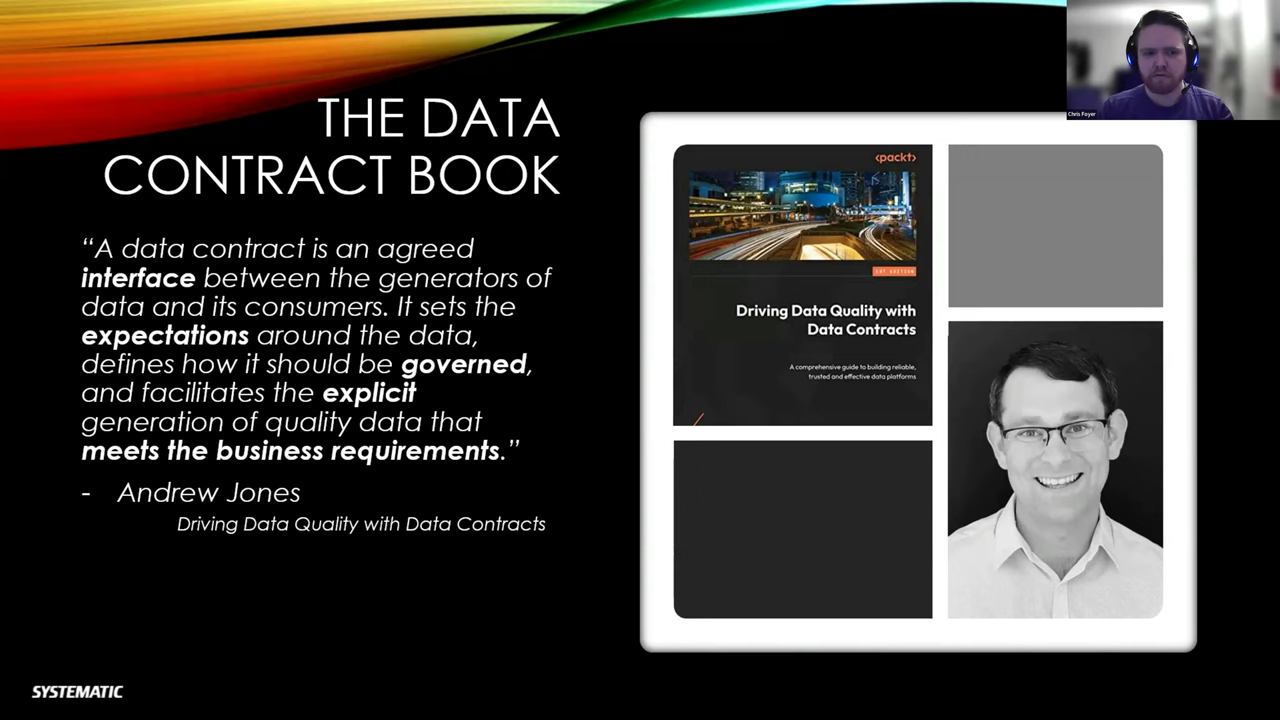 Chris Foyer
THE DATA
CONTRACT BOOK
“A data contract is an agreed
interface between the generators of
data and its consumers. It sets the
expectations around the data,
defines how it should be governed,
and facilitates the explicit
generation of quality data that
meets the business requirements.”
- Andrew Jones
Driving Data Quality with Data Contracts
<packt>
1ST EDITION
Driving Data Quality with
Data Contracts
A comprehensive guide to building reliable,
trusted and effective data platforms
SYSTEMATIC